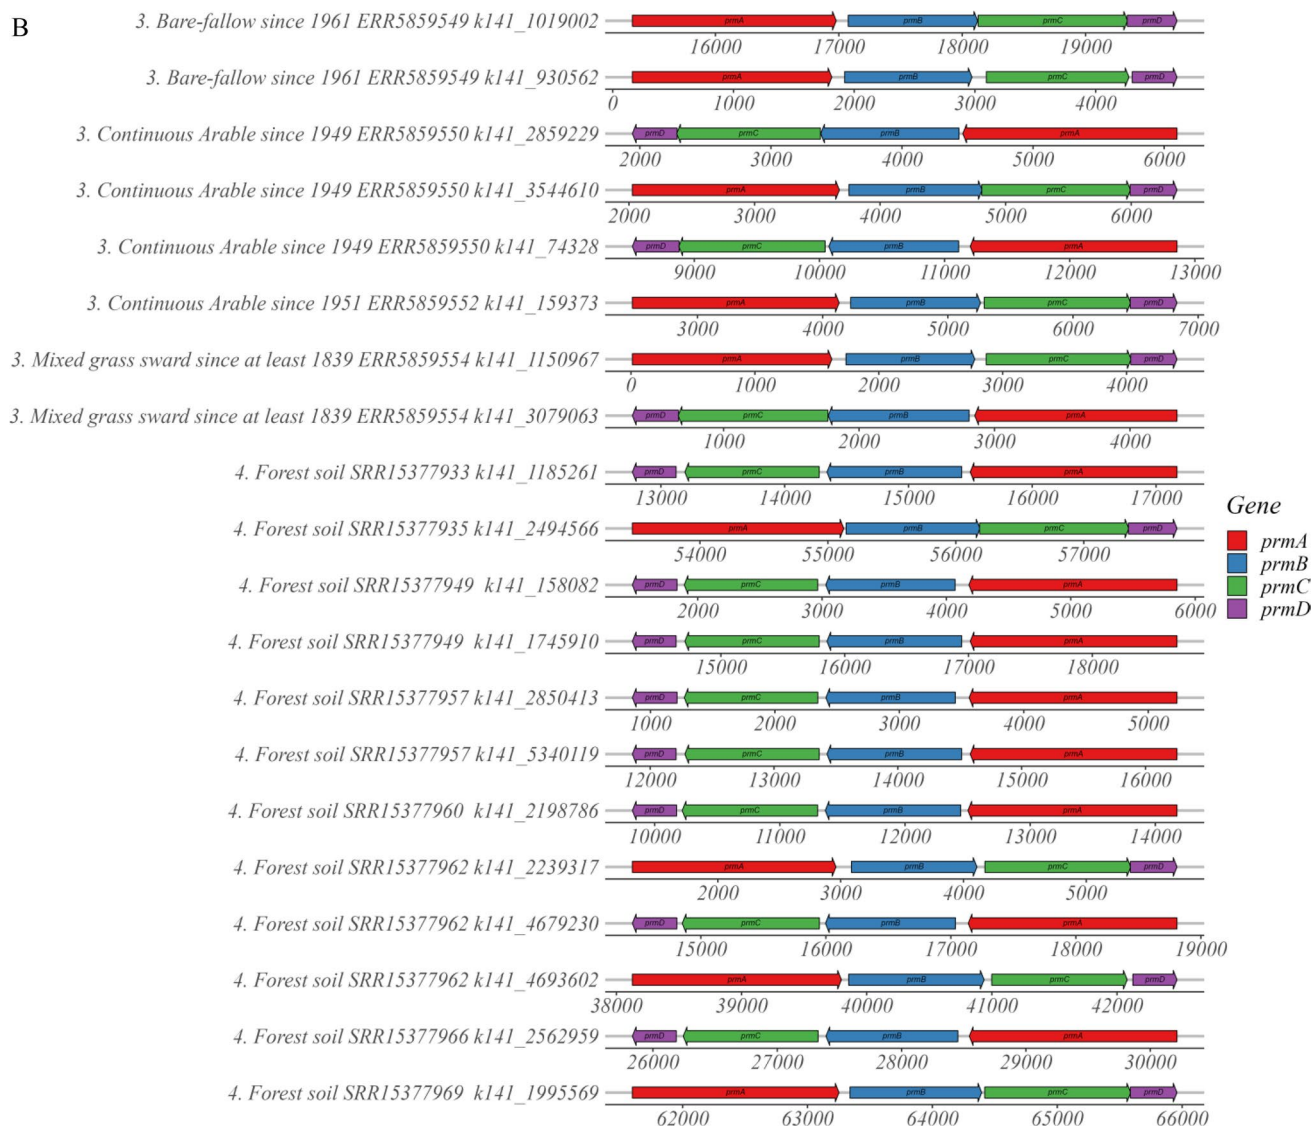 B
3. Bare-fallow since 1961 ERR5859549 k141_1019002
prmA prmB prmC prmD
16000 17000 18000 19000
3. Bare-fallow since 1961 ERR5859549 k141_930562
prmA prmB prmC prmD
0 1000 2000 3000 4000
3. Continuous Arable since 1949 ERR5859550 k141_2859229
prmD prmC prmB prmA
2000 3000 4000 5000 6000
3. Continuous Arable since 1949 ERR5859550 k141_3544610
prmA prmB prmC prmD
2000 3000 4000 5000 6000
3. Continuous Arable since 1949 ERR5859550 k141_74328
prmD prmC prmB prmA
9000 10000 11000 12000 13000
3. Continuous Arable since 1951 ERR5859552 k141_159373
prmA prmB prmC prmD
3000 4000 5000 6000 7000
3. Mixed grass sward since at least 1839 ERR5859554 k141_1150967
prmA prmB prmC prmD
0 1000 2000 3000 4000
3. Mixed grass sward since at least 1839 ERR5859554 k141_3079063
prmD prmC prmB prmA
1000 2000 3000 4000
4. Forest soil SRR15377933 k141_1185261
prmD prmC prmB prmA
13000 14000 15000 16000 17000
4. Forest soil SRR15377935 k141_2494566
prmA prmB prmC prmD
54000 55000 56000 57000
4. Forest soil SRR15377949 k141_158082
prmD prmC prmB prmA
2000 3000 4000 5000 6000
4. Forest soil SRR15377949 k141_1745910
prmD prmC prmB prmA
15000 16000 17000 18000
4. Forest soil SRR15377957 k141_2850413
prmD prmC prmB prmA
1000 2000 3000 4000 5000
4. Forest soil SRR15377957 k141_5340119
prmD prmC prmB prmA
12000 13000 14000 15000 16000
4. Forest soil SRR15377960 k141_2198786
prmD prmC prmB prmA
10000 11000 12000 13000 14000
4. Forest soil SRR15377962 k141_2239317
prmA prmB prmC prmD
2000 3000 4000 5000
4. Forest soil SRR15377962 k141_4679230
prmD prmC prmB prmA
15000 16000 17000 18000 19000
4. Forest soil SRR15377962 k141_4693602
prmA prmB prmC prmD
38000 39000 40000 41000 42000
4. Forest soil SRR15377966 k141_2562959
prmD prmC prmB prmA
26000 27000 28000 29000 30000
4. Forest soil SRR15377969 k141_1995569
prmA prmB prmC prmD
62000 63000 64000 65000 66000
Gene
prmA
prmB
prmC
prmD